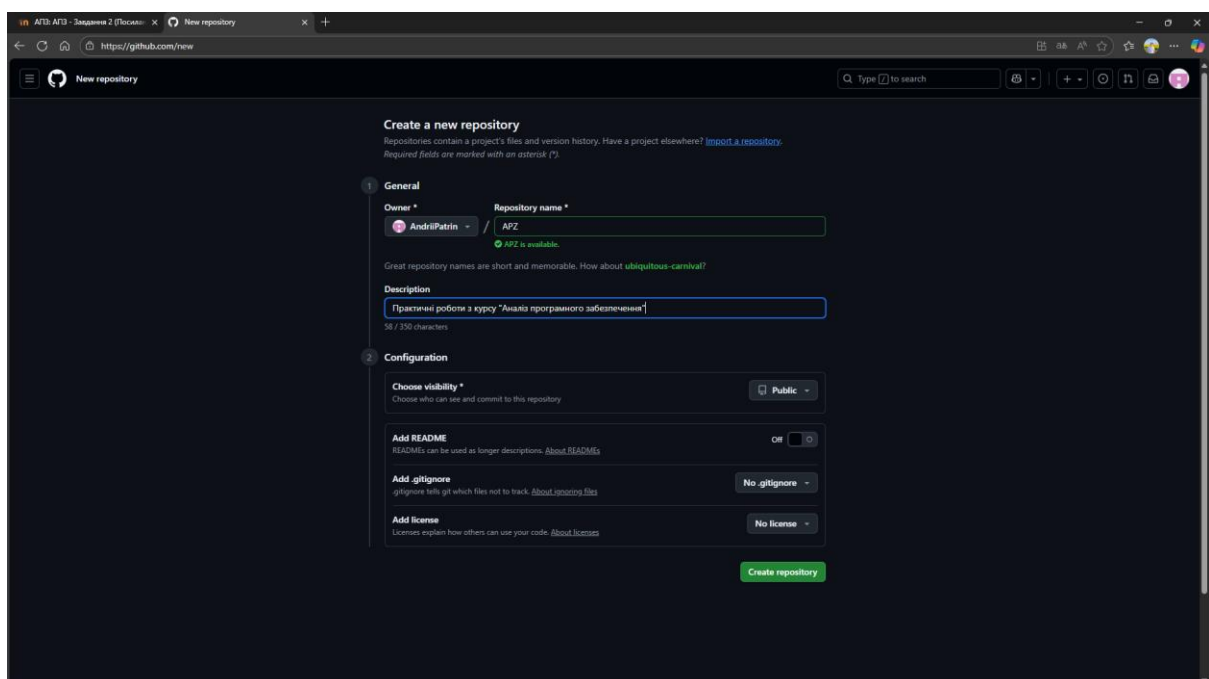 АПЗ: АПЗ - Завдання 2 (Посилан
New repository
https://github.com/new
New repository
Type / to search
Create a new repository
Repositories contain a project's files and version history. Have a project elsewhere? Import a repository.
Required fields are marked with an asterisk (*).
1 General
Owner * Repository name *
AndriiPatrin / APZ
APZ is available.
Great repository names are short and memorable. How about ubiquitous-carnival?
Description
Практичні роботи з курсу "Аналіз програмного забезпечення"
58 / 350 characters
2 Configuration
Choose visibility * Public
Choose who can see and commit to this repository
Add README Off
READMEs can be used as longer descriptions. About READMEs
Add .gitignore No .gitignore
.gitignore tells git which files not to track. About ignoring files
Add license No license
Licenses explain how others can use your code. About licenses
Create repository